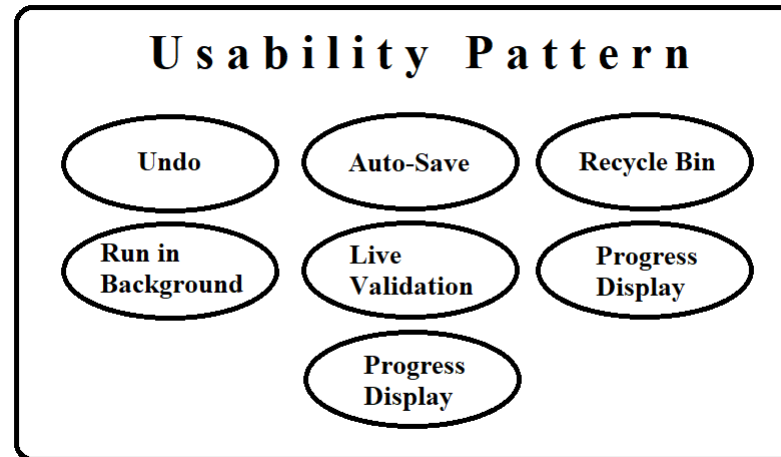 Usability Pattern
Undo
Auto-Save
Recycle Bin
Run in
Background
Live
Validation
Progress
Display
Progress
Display